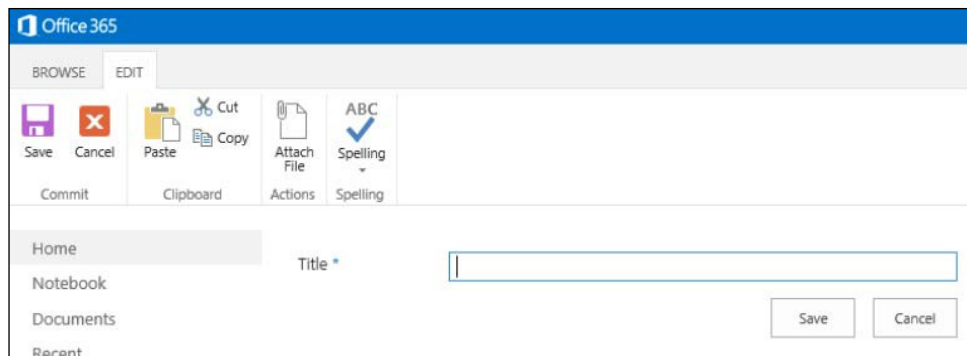 Office 365
BROWSE EDIT
Cut
ABC
Copy
Save Cancel Paste Attach File Spelling
Commit Clipboard Actions Spelling
Home
Title *
Notebook
Documents
Save Cancel
Recent